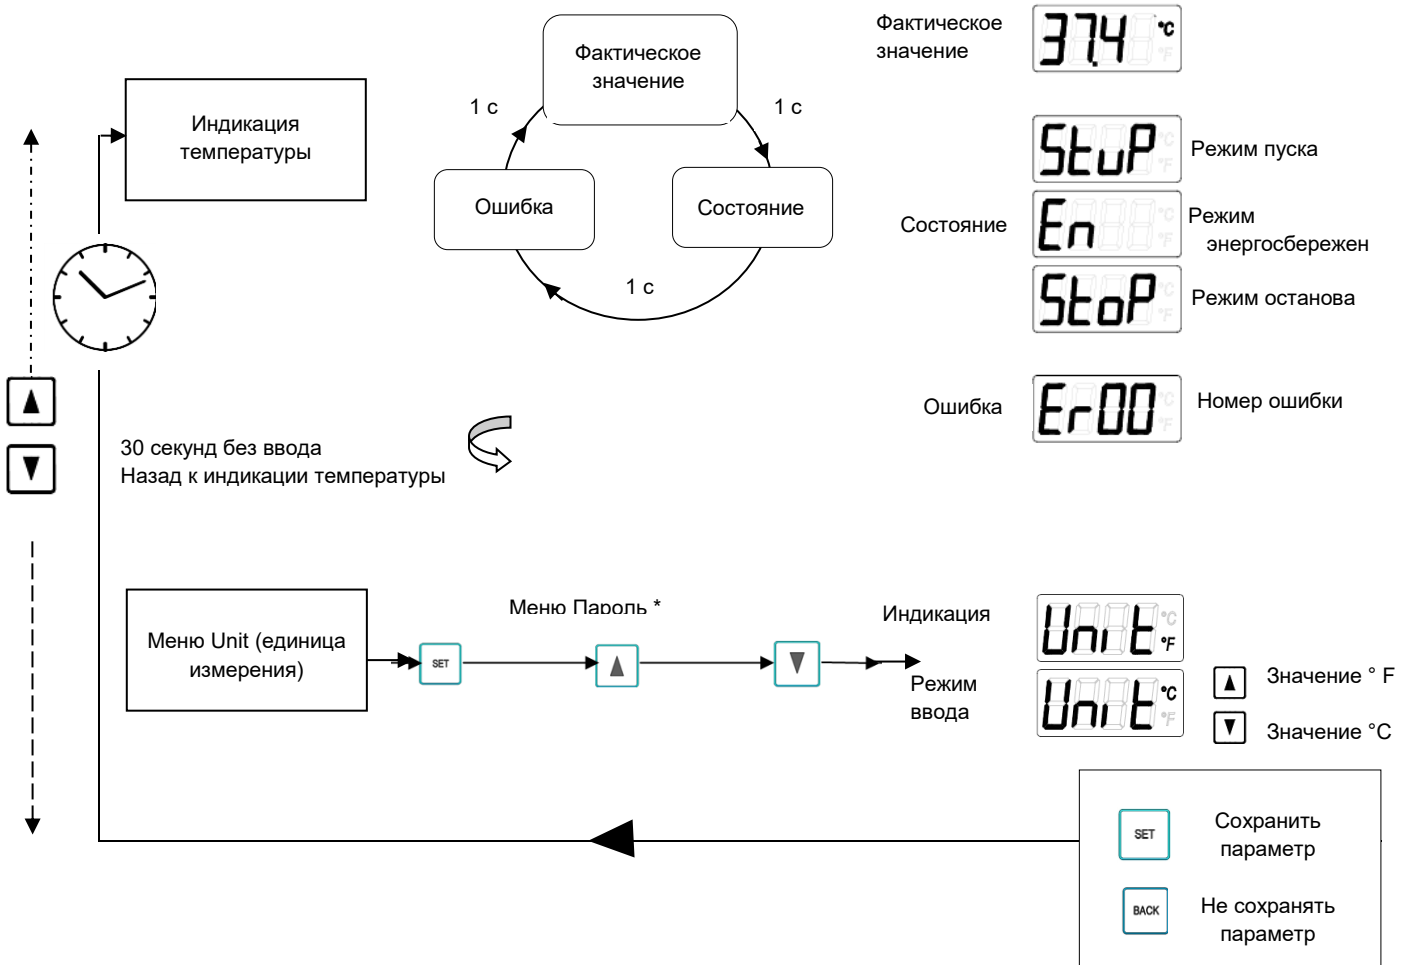 Фактическое
значение
37.4 °C
°F
Фактическое
значение
1 с
1 с
Индикация
температуры
StuP
°C
°F
Режим пуска
Ошибка
Состояние
Состояние
En
°C
°F
Режим
энергосбережен
1 с
StoP
°C
°F
Режим останова
Ошибка
Er00
°C
°F
Номер ошибки
30 секунд без ввода
Назад к индикации температуры
Меню Unit (единица
измерения)
SET
Меню Пароль *
Индикация
Режим
ввода
Unit
°C
°F
Unit
°C
°F
Значение ° F
Значение °C
SET
Сохранить
параметр
BACK
Не сохранять
параметр